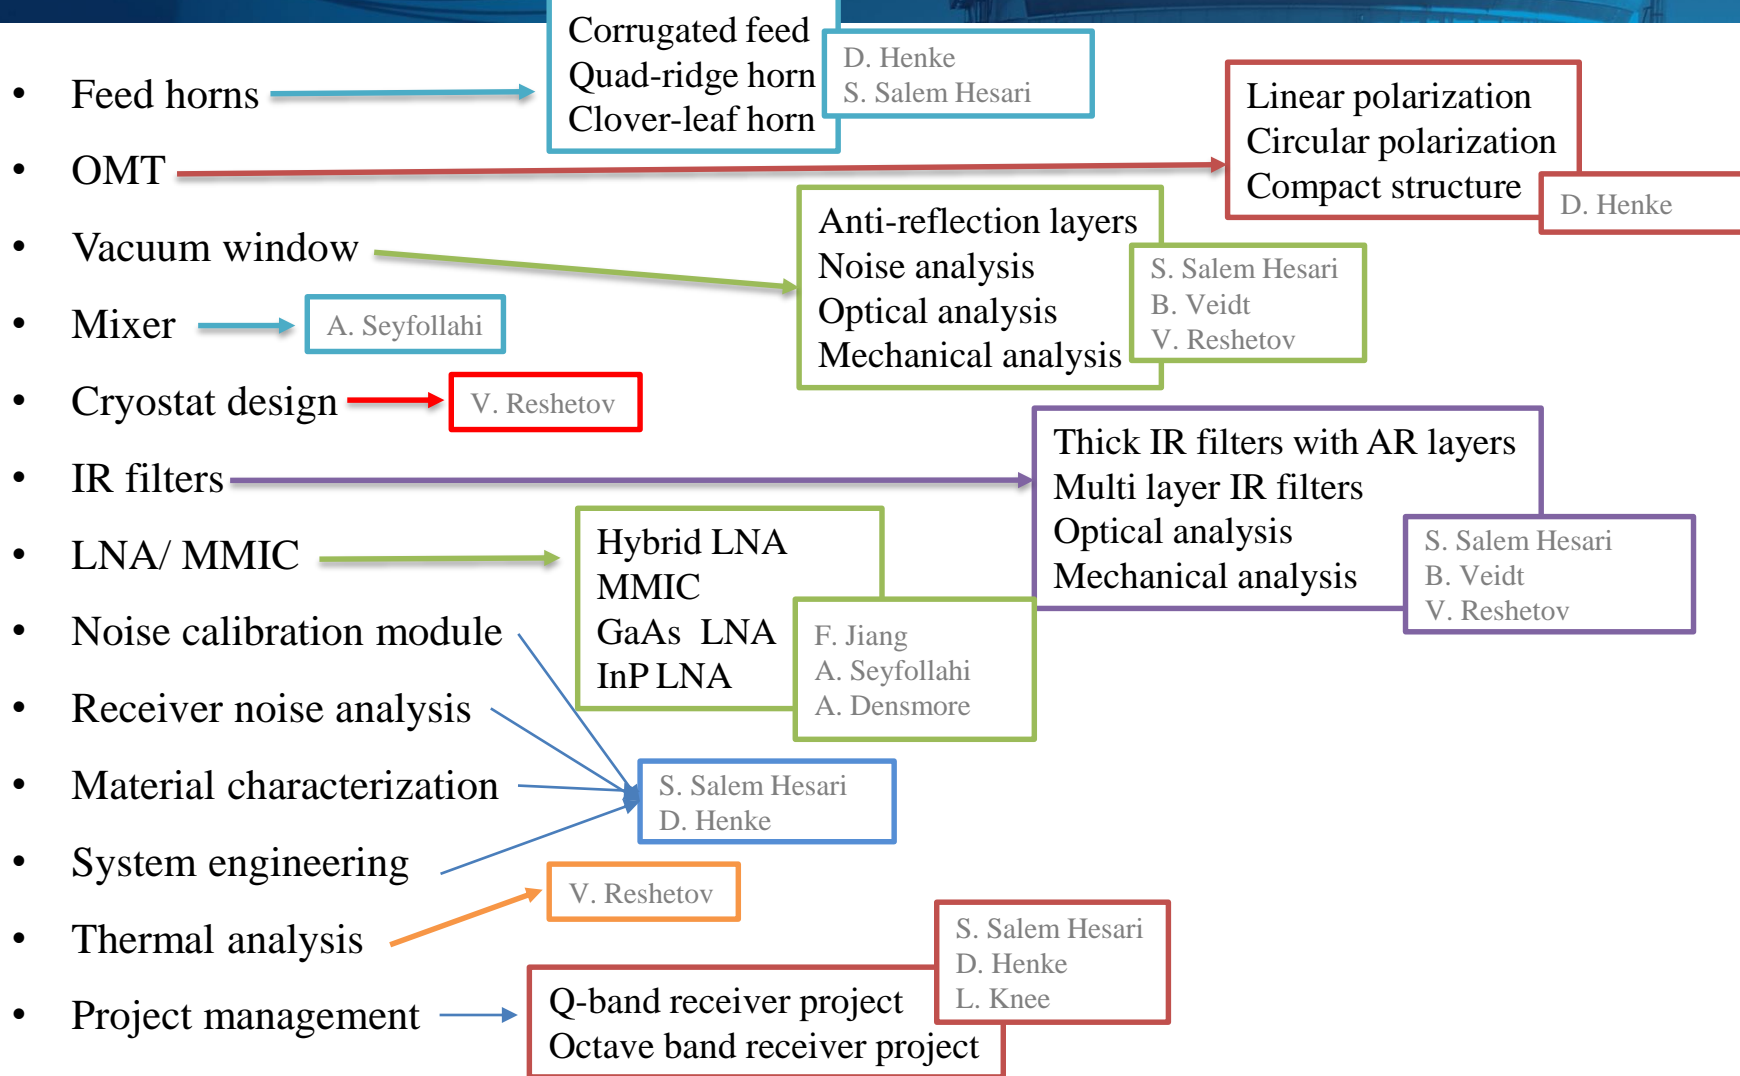 Corrugated feed
Quad-ridge horn
Clover-leaf horn
D. Henke
S. Salem Hesari
• Feed horns
Linear polarization
Circular polarization
Compact structure
D. Henke
• OMT
Anti-reflection layers
Noise analysis
Optical analysis
Mechanical analysis
S. Salem Hesari
B. Veidt
V. Reshetov
• Vacuum window
• Mixer
A. Seyfollahi
• Cryostat design
V. Reshetov
• IR filters
Thick IR filters with AR layers
Multi layer IR filters
Optical analysis
Mechanical analysis
S. Salem Hesari
B. Veidt
V. Reshetov
• LNA/ MMIC
Hybrid LNA
MMIC
GaAs LNA
InP LNA
F. Jiang
A. Seyfollahi
A. Densmore
• Noise calibration module
• Receiver noise analysis
• Material characterization
S. Salem Hesari
D. Henke
• System engineering
• Thermal analysis
V. Reshetov
• Project management
Q-band receiver project
Octave band receiver project
S. Salem Hesari
D. Henke
L. Knee